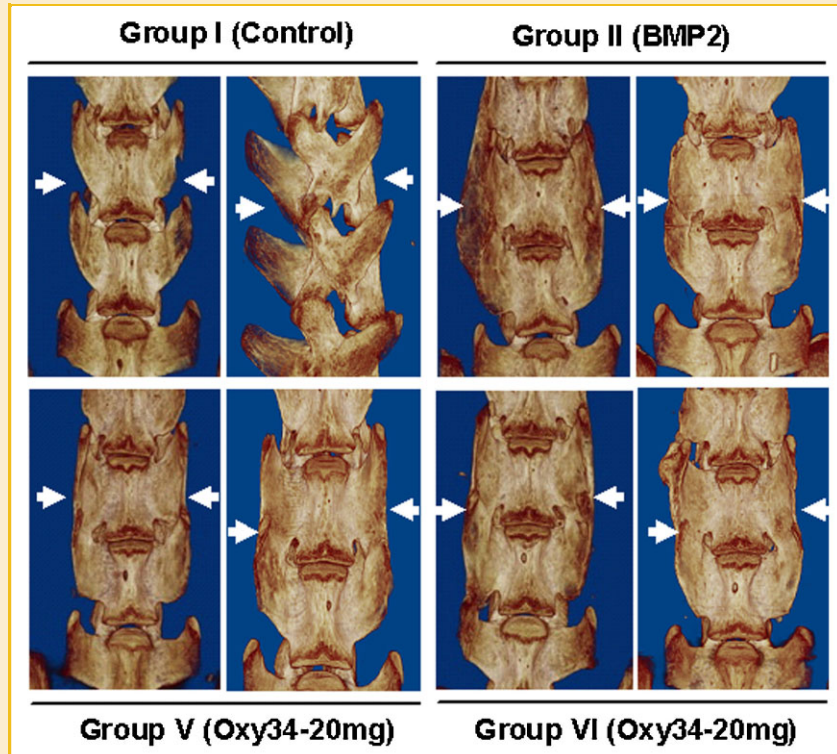 Group I (Control)
Group II (BMP2)
Group V (Oxy34-20mg)
Group VI (Oxy34-20mg)